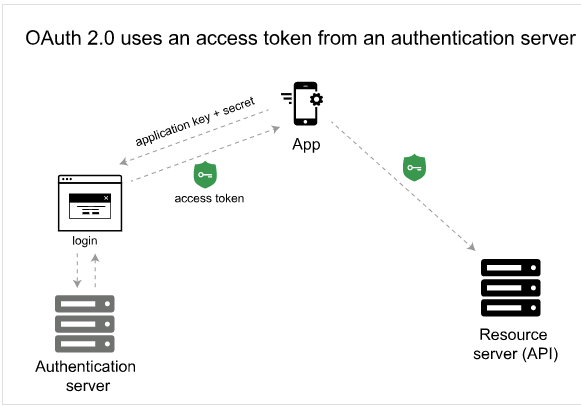 OAuth 2.0 uses an access token from an authentication server
application key + secret
App
access token
login
Authentication
server
Resource
server (API)